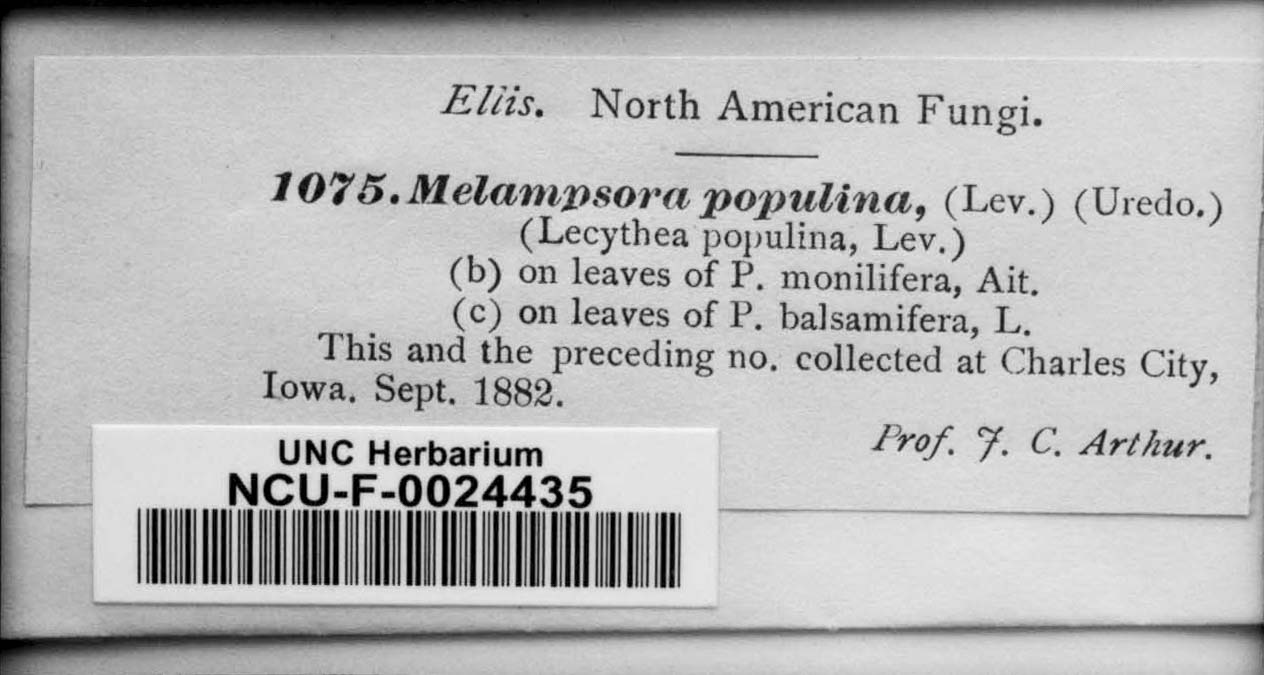 Ellis. North American Fungi.
1075. Melampsora populina, (Lev.) (Uredo.)
(Lecythea populina, Lev.)
(b) on leaves of P. monilifera, Ait.
(c) on leaves of P. balsamifera, L.
This and the preceding no. collected at Charles City,
Iowa. Sept. 1882.
Prof. J. C. Arthur.
UNC Herbarium
NCU-F-0024435